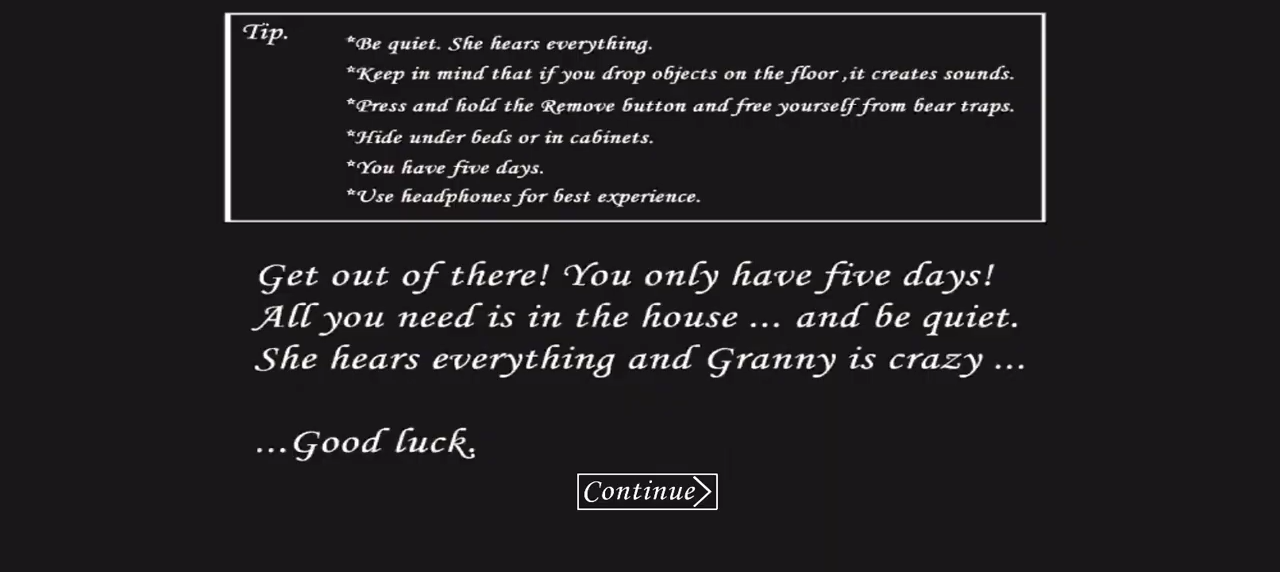 Tip.
*Be quiet. She hears everything.
*Keep in mind that if you drop objects on the floor ,it creates sounds.
*Press and hold the Remove button and free yourself from bear traps.
*Hide under beds or in cabinets.
*You have five days.
*Use headphones for best experience.
Get out of there! You only have five days!
All you need is in the house ... and be quiet.
She hears everything and Granny is crazy ...
...Good luck.
Continue